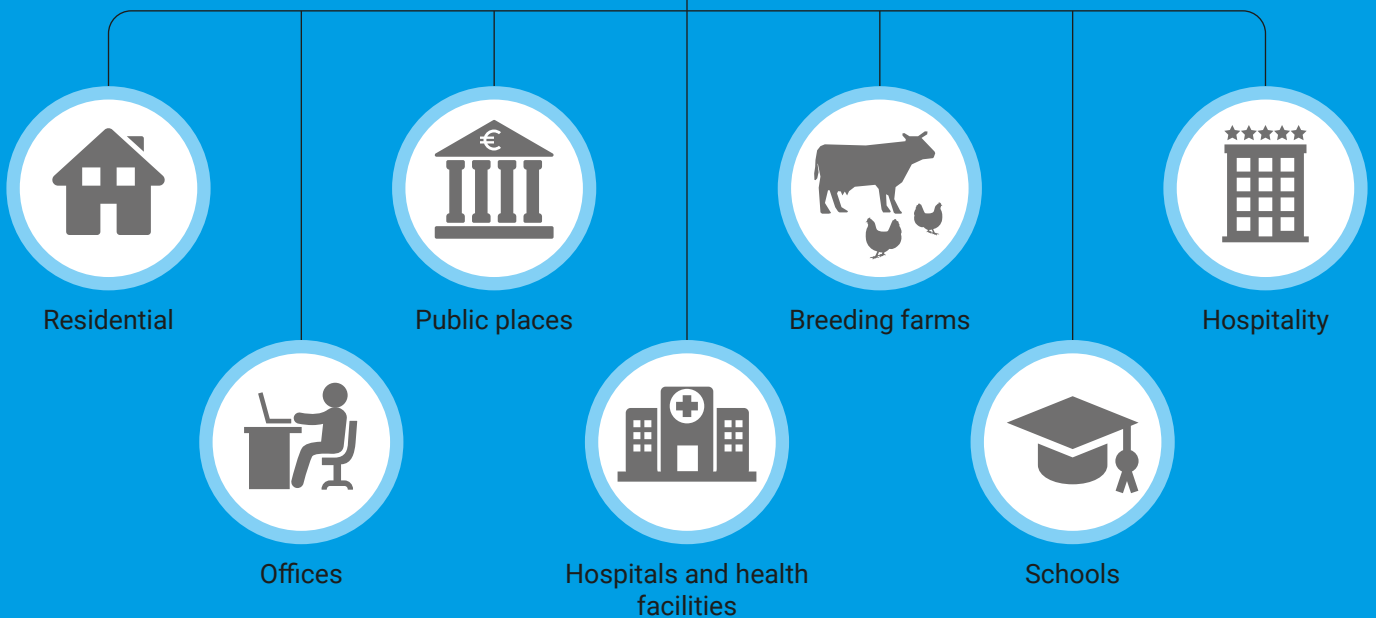 €
Residential
Public places
Breeding farms
Hospitality
Offices
Hospitals and health
facilities
Schools